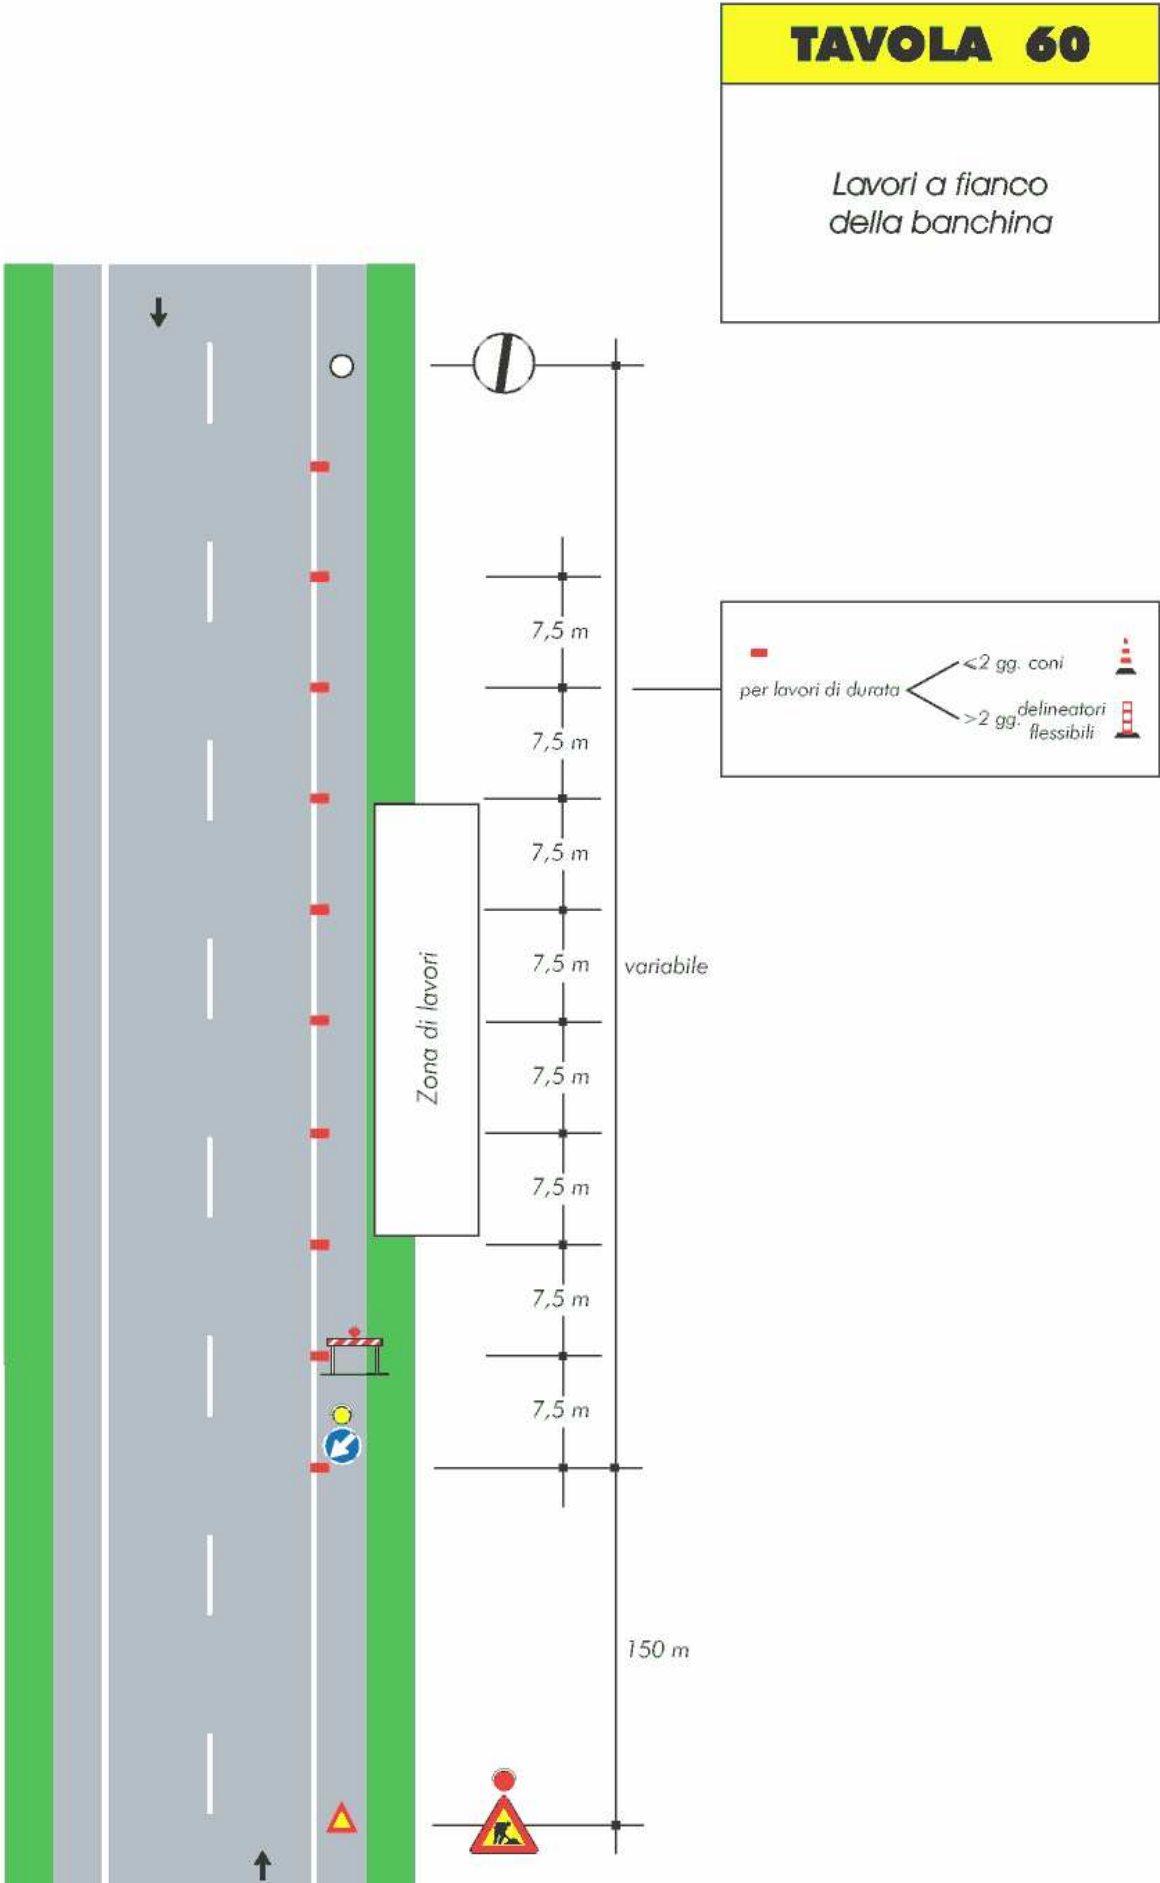 TAVOLA 60
Lavori a fianco
della banchina
7,5 m
per lavori di durata
⩽2 gg. coni
>2 gg. delineatori
flessibili
7,5 m
7,5 m
7,5 m
variabile
Zona di lavori
7,5 m
7,5 m
7,5 m
7,5 m
150 m